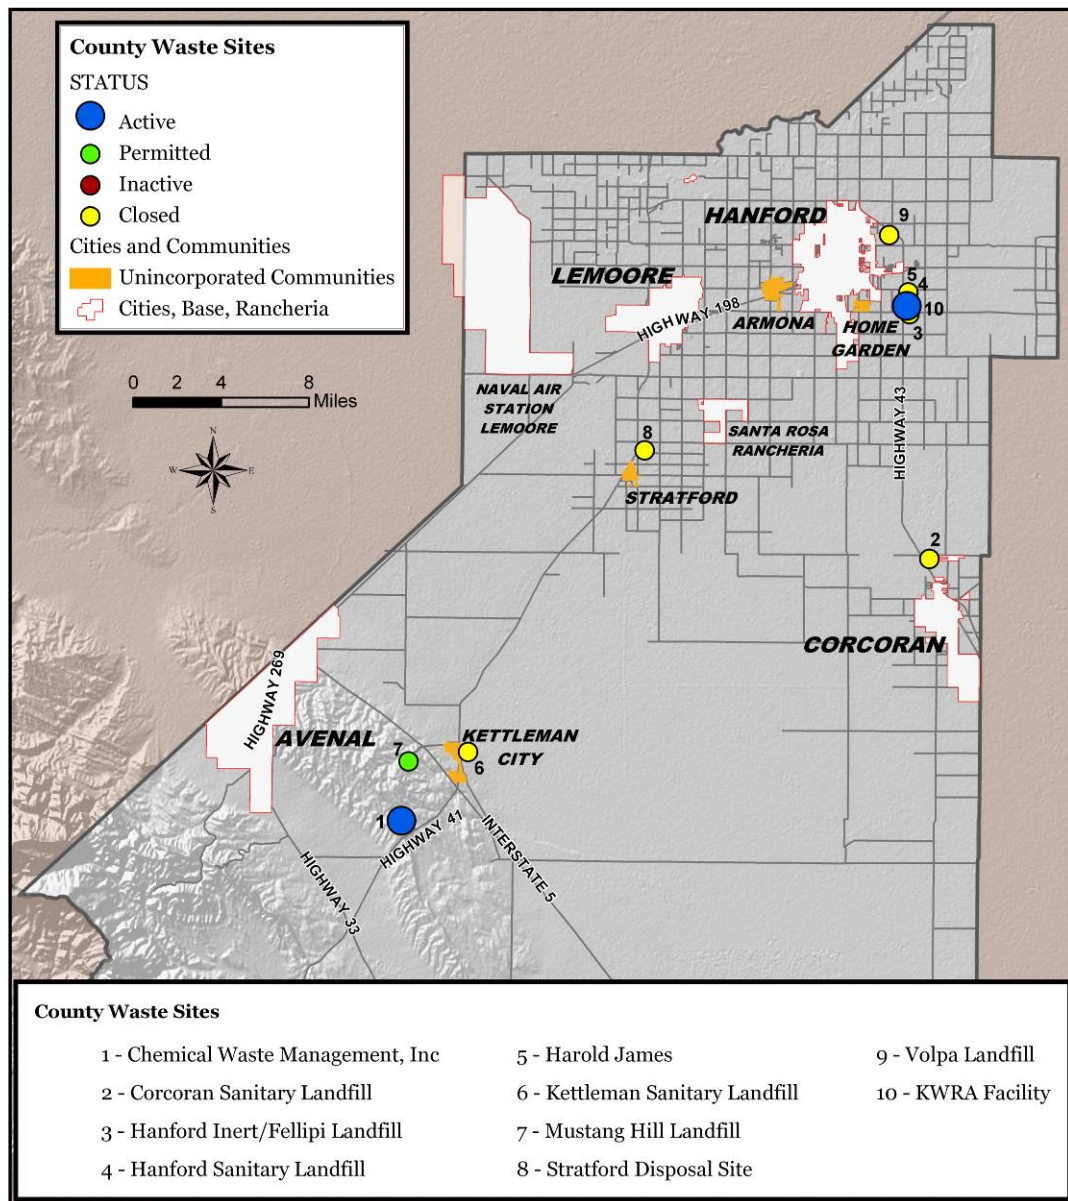 County Waste Sites
STATUS
Active
Permitted
Inactive
Closed
Cities and Communities
Unincorporated Communities
Cities, Base, Rancheria
0 2 4 8
Miles
N
W E
S
HANFORD
9
LEMOORE
5
4
10
3
HIGHWAY 198
ARMONA
HOME
GARDEN
NAVAL AIR
STATION
LEMOORE
SANTA ROSA
RANCHERIA
HIGHWAY 43
8
STRATFORD
2
CORCORAN
HIGHWAY 269
AVENAL
7
KETTLEMAN
CITY
6
1
HIGHWAY 41
INTERSTATE 5
HIGHWAY 33
County Waste Sites
1 - Chemical Waste Management, Inc
2 - Corcoran Sanitary Landfill
3 - Hanford Inert/Fellipi Landfill
4 - Hanford Sanitary Landfill
5 - Harold James
6 - Kettleman Sanitary Landfill
7 - Mustang Hill Landfill
8 - Stratford Disposal Site
9 - Volpa Landfill
10 - KWRA Facility